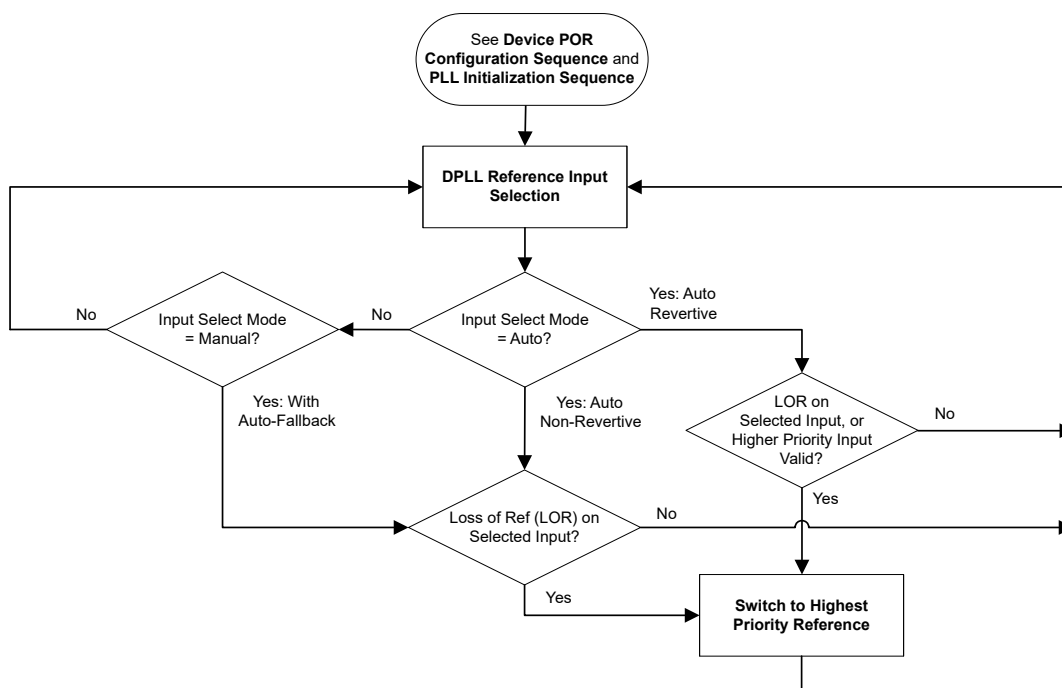 See Device POR
Configuration Sequence and
PLL Initialization Sequence
DPLL Reference Input
Selection
No
Input Select Mode
= Manual?
No
Input Select Mode
= Auto?
Yes: Auto
Revertive
Yes: With
Auto-Fallback
Yes: Auto
Non-Revertive
LOR on
Selected Input, or
Higher Priority Input
Valid?
No
Yes
Loss of Ref (LOR) on
Selected Input?
No
Yes
Switch to Highest
Priority Reference